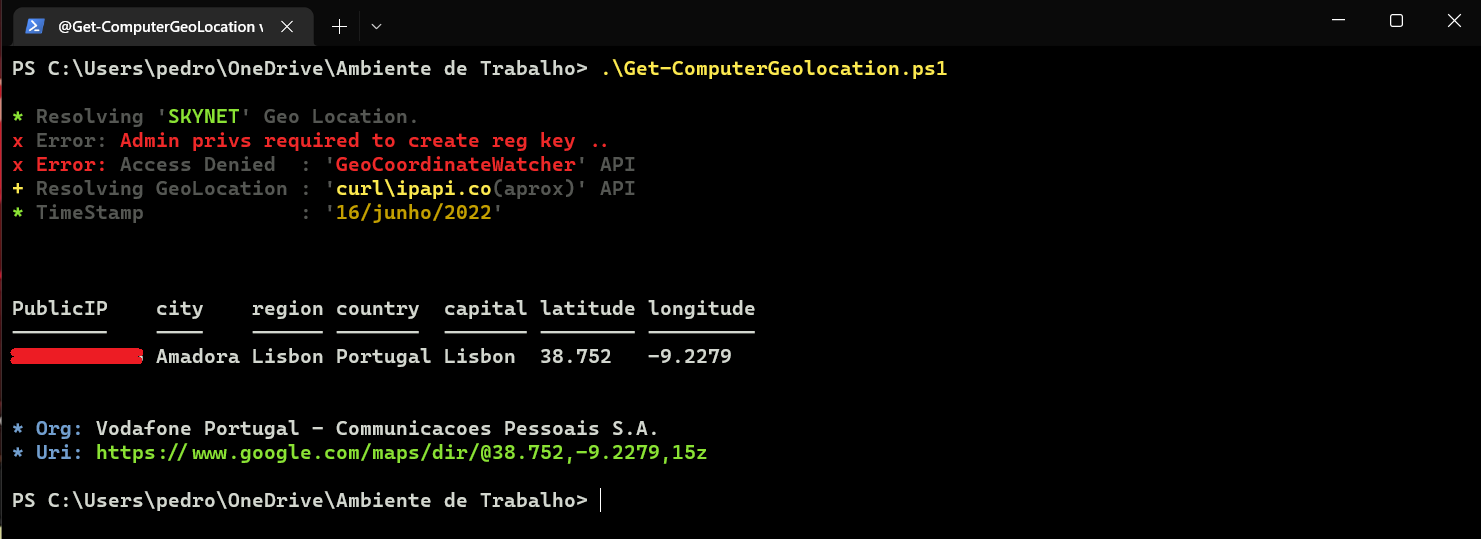 @Get-ComputerGeoLocation v
PS C:\Users\pedro\OneDrive\Ambiente de Trabalho> .\Get-ComputerGeolocation.ps1
* Resolving 'SKYNET' Geo Location.
x Error: Admin privs required to create reg key ..
x Error: Access Denied  : 'GeoCoordinateWatcher' API
+ Resolving GeoLocation : 'curl\ipapi.co(aprox)' API
* TimeStamp             : '16/junho/2022'
PublicIP    city    region country  capital latitude longitude
--------    ----    ------ -------  ------- -------- ---------
Amadora Lisbon Portugal Lisbon  38.752   -9.2279
* Org: Vodafone Portugal - Communicacoes Pessoais S.A.
* Uri: https://www.google.com/maps/dir/@38.752,-9.2279,15z
PS C:\Users\pedro\OneDrive\Ambiente de Trabalho>